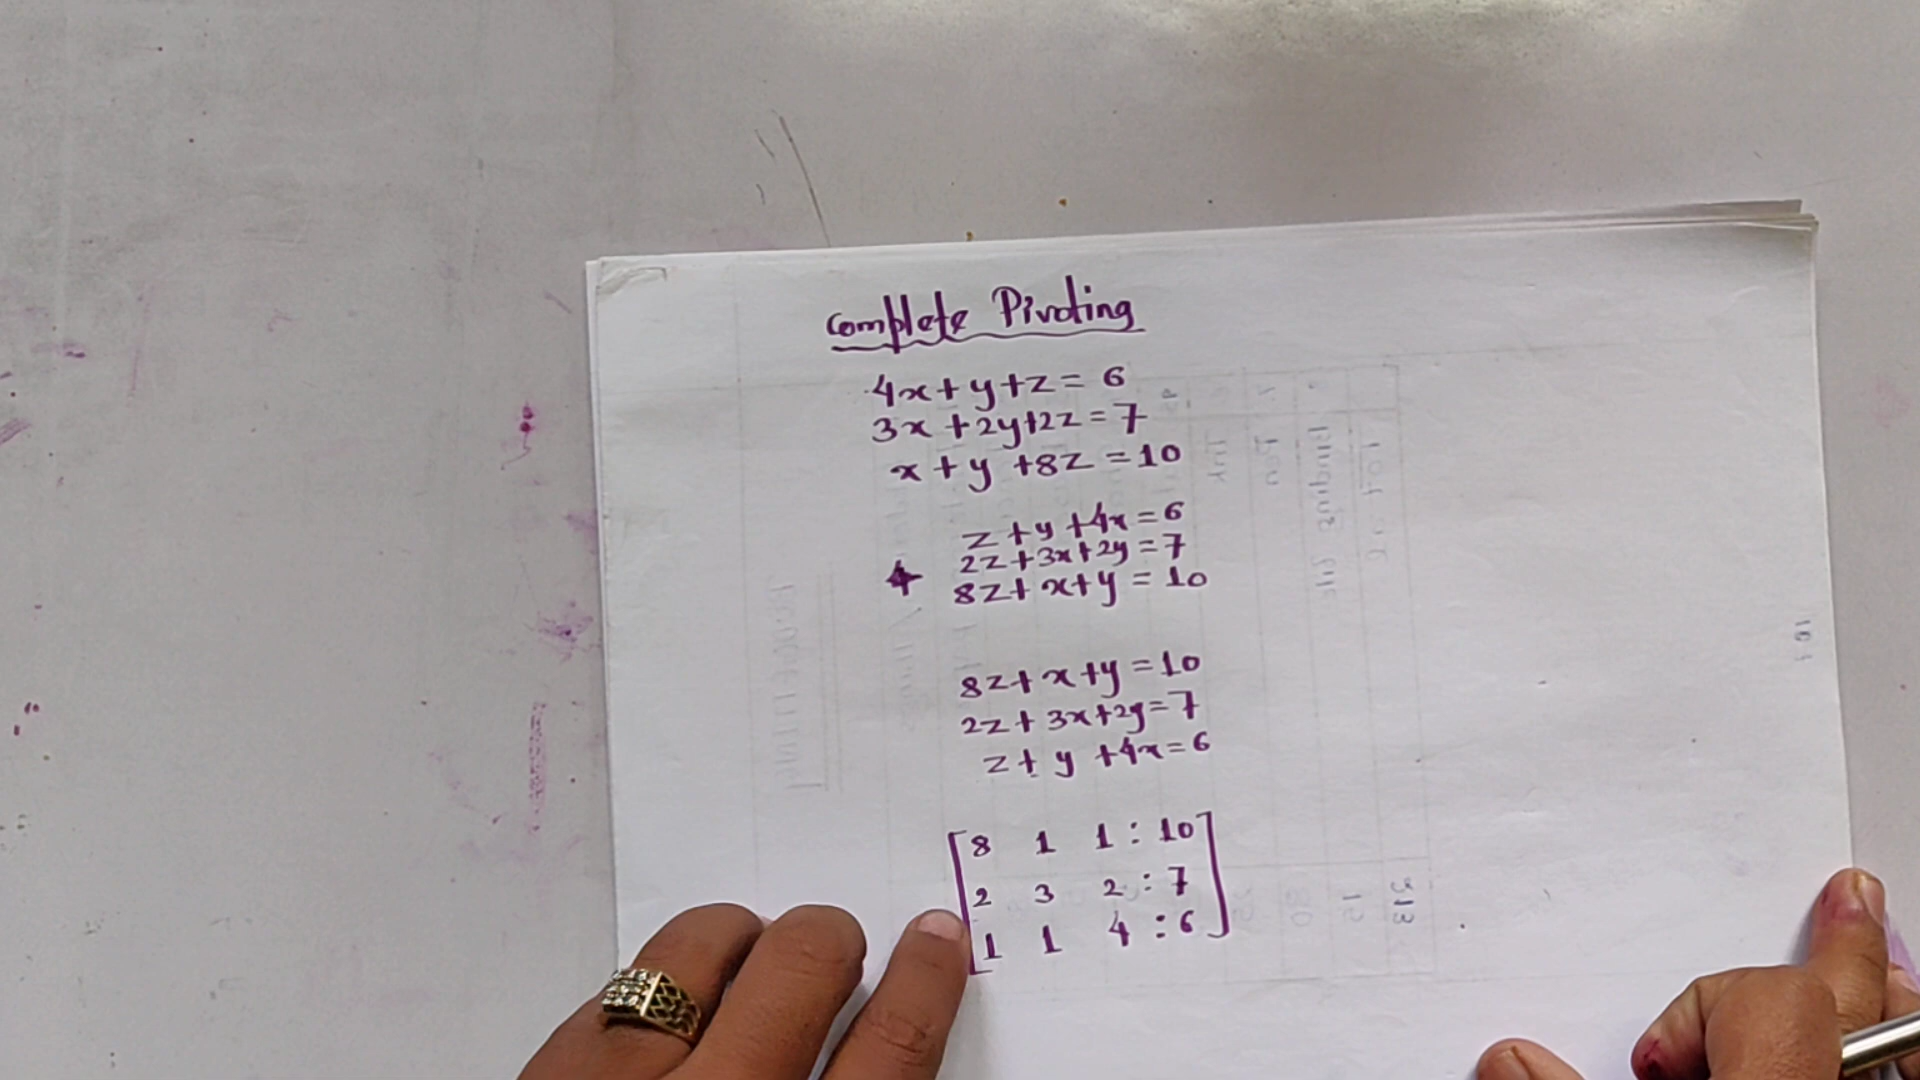 Complete Pivoting
4x + y + z = 6
3x + 2y + 2z = 7
x + y + 8z = 10
z + y + 4x = 6
2z + 3x + 2y = 7
8z + x + y = 10
8z + x + y = 10
2z + 3x + 2y = 7
z + y + 4x = 6
8 1 1 : 10
2 3 2 : 7
1 1 4 : 6